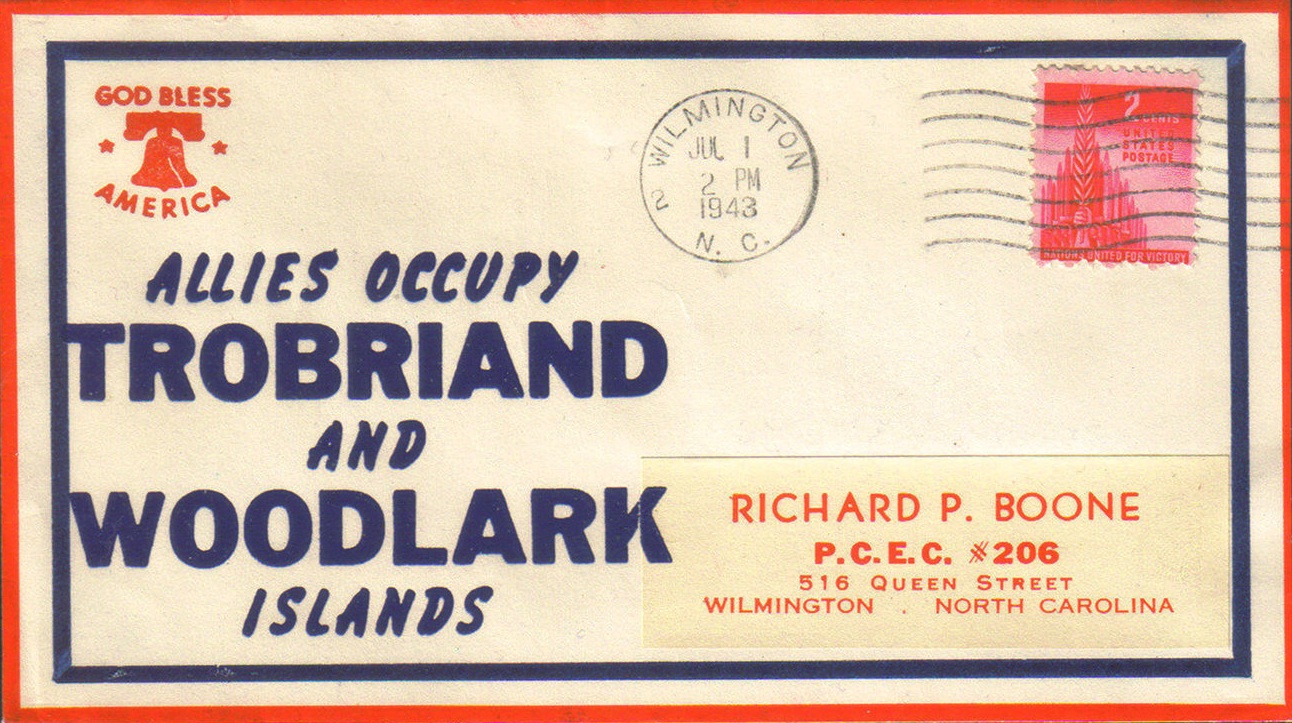 GOD BLESS
AMERICA
WILMINGTON
JUL 1
2 PM
1943
N. C.
2
2 CENTS
UNITED
STATES
POSTAGE
NATIONS UNITED FOR VICTORY
ALLIES OCCUPY
TROBRIAND
AND
WOODLARK
ISLANDS
RICHARD P. BOONE
P.C.E.C. #206
516 QUEEN STREET
WILMINGTON . NORTH CAROLINA